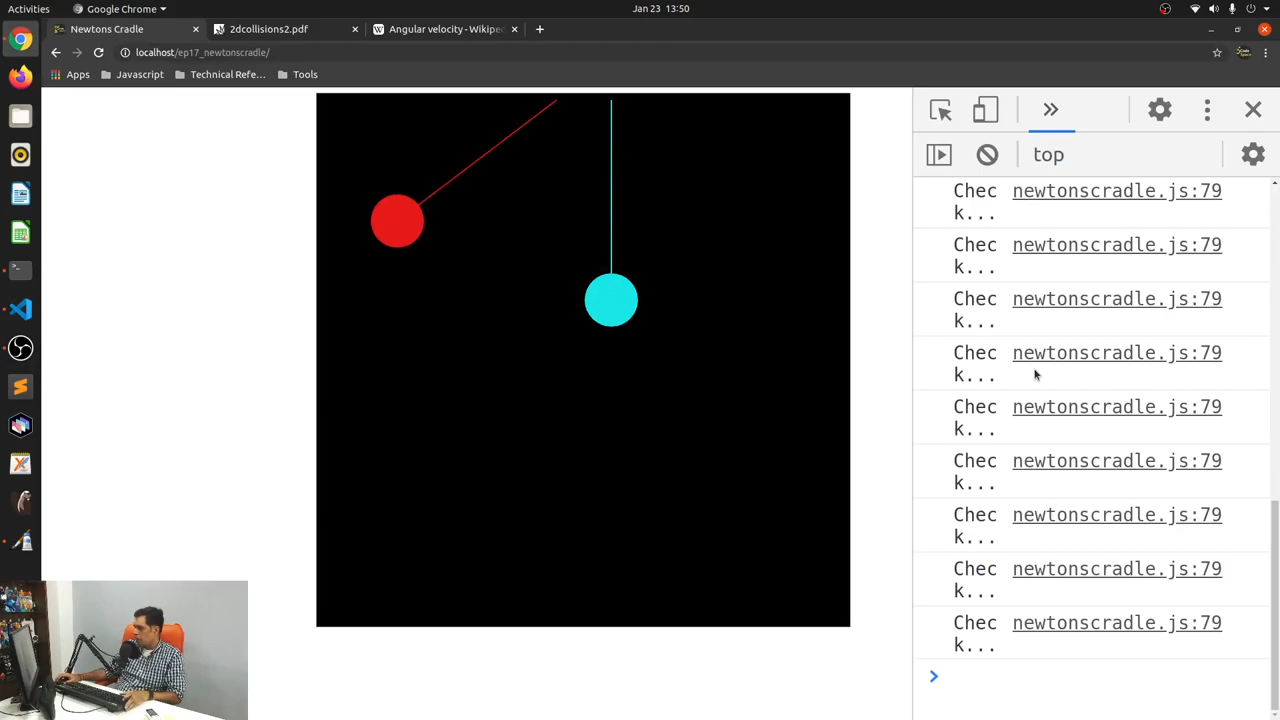 Activities
Google Chrome
Jan 23 13:50
Newtons Cradle
2dcollisions2.pdf
Angular velocity - Wikipe
localhost/ep17_newtonscradle/
Apps
Javascript
Technical Refe...
Tools
top
Chec newtonscradle.js:79
k...
Chec newtonscradle.js:79
k...
Chec newtonscradle.js:79
k...
Chec newtonscradle.js:79
k...
Chec newtonscradle.js:79
k...
Chec newtonscradle.js:79
k...
Chec newtonscradle.js:79
k...
Chec newtonscradle.js:79
k...
Chec newtonscradle.js:79
k...